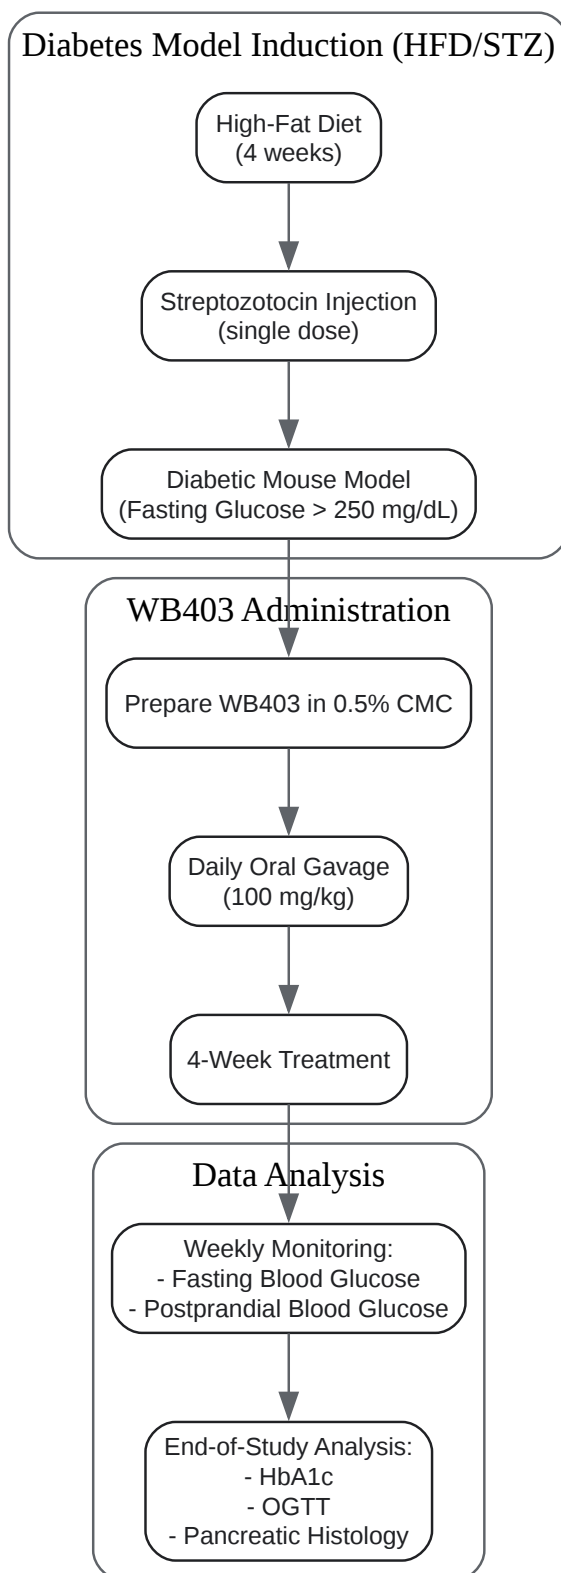 Diabetes Model Induction (HFD/STZ)
High-Fat Diet
(4 weeks)
Streptozotocin Injection
(single dose)
Diabetic Mouse Model
(Fasting Glucose > 250 mg/dL)
WB403 Administration
Prepare WB403 in 0.5% CMC
Daily Oral Gavage
(100 mg/kg)
4-Week Treatment
Data Analysis
Weekly Monitoring:
- Fasting Blood Glucose
- Postprandial Blood Glucose
End-of-Study Analysis:
- HbA1c
- OGTT
- Pancreatic Histology